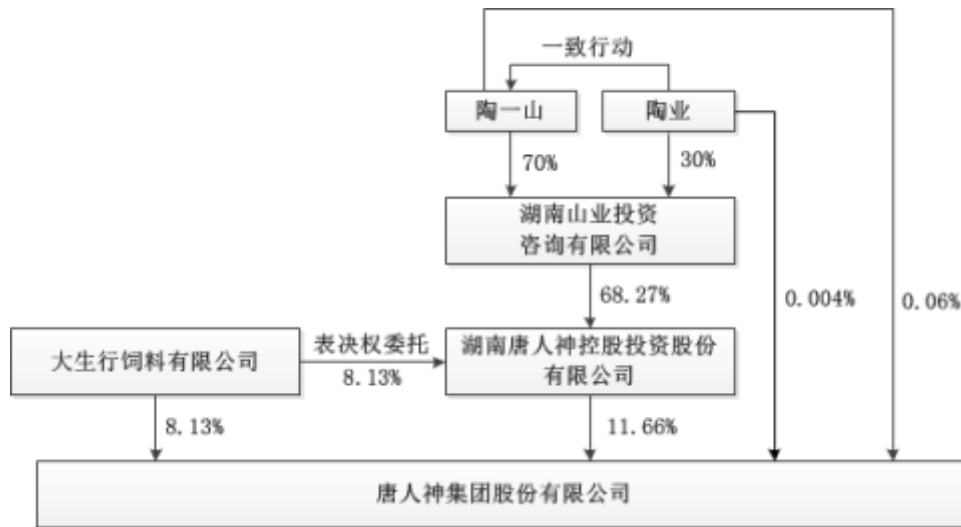 一致行动
陶一山
陶业
70%
30%
湖南山业投资
咨询有限公司
68.27%
0.004%
0.06%
大生行饲料有限公司
表决权委托
8.13%
湖南唐人神控股投资股份
有限公司
8.13%
11.66%
唐人神集团股份有限公司